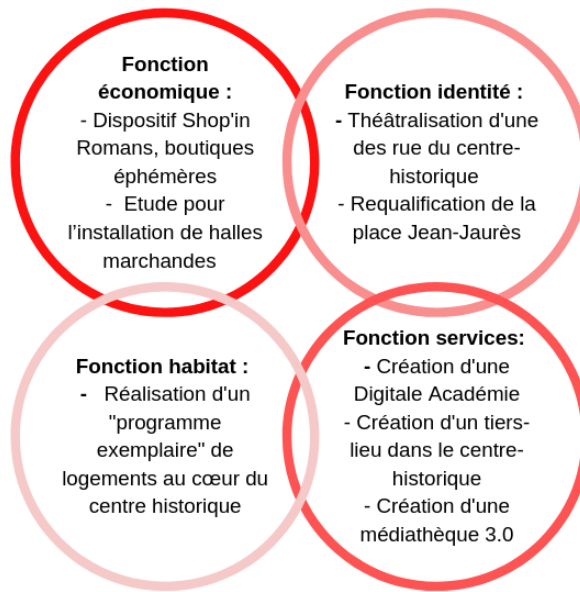 Fonction
économique :
- Dispositif Shop'in
Romans, boutiques
éphémères
- Etude pour
l’installation de halles
marchandes
Fonction identité :
- Théâtralisation d'une
des rue du centre-
historique
- Requalification de la
place Jean-Jaurès
Fonction habitat :
- Réalisation d'un
"programme
exemplaire" de
logements au cœur du
centre historique
Fonction services:
- Création d'une
Digitale Académie
- Création d'un tiers-
lieu dans le centre-
historique
- Création d'une
médiathèque 3.0